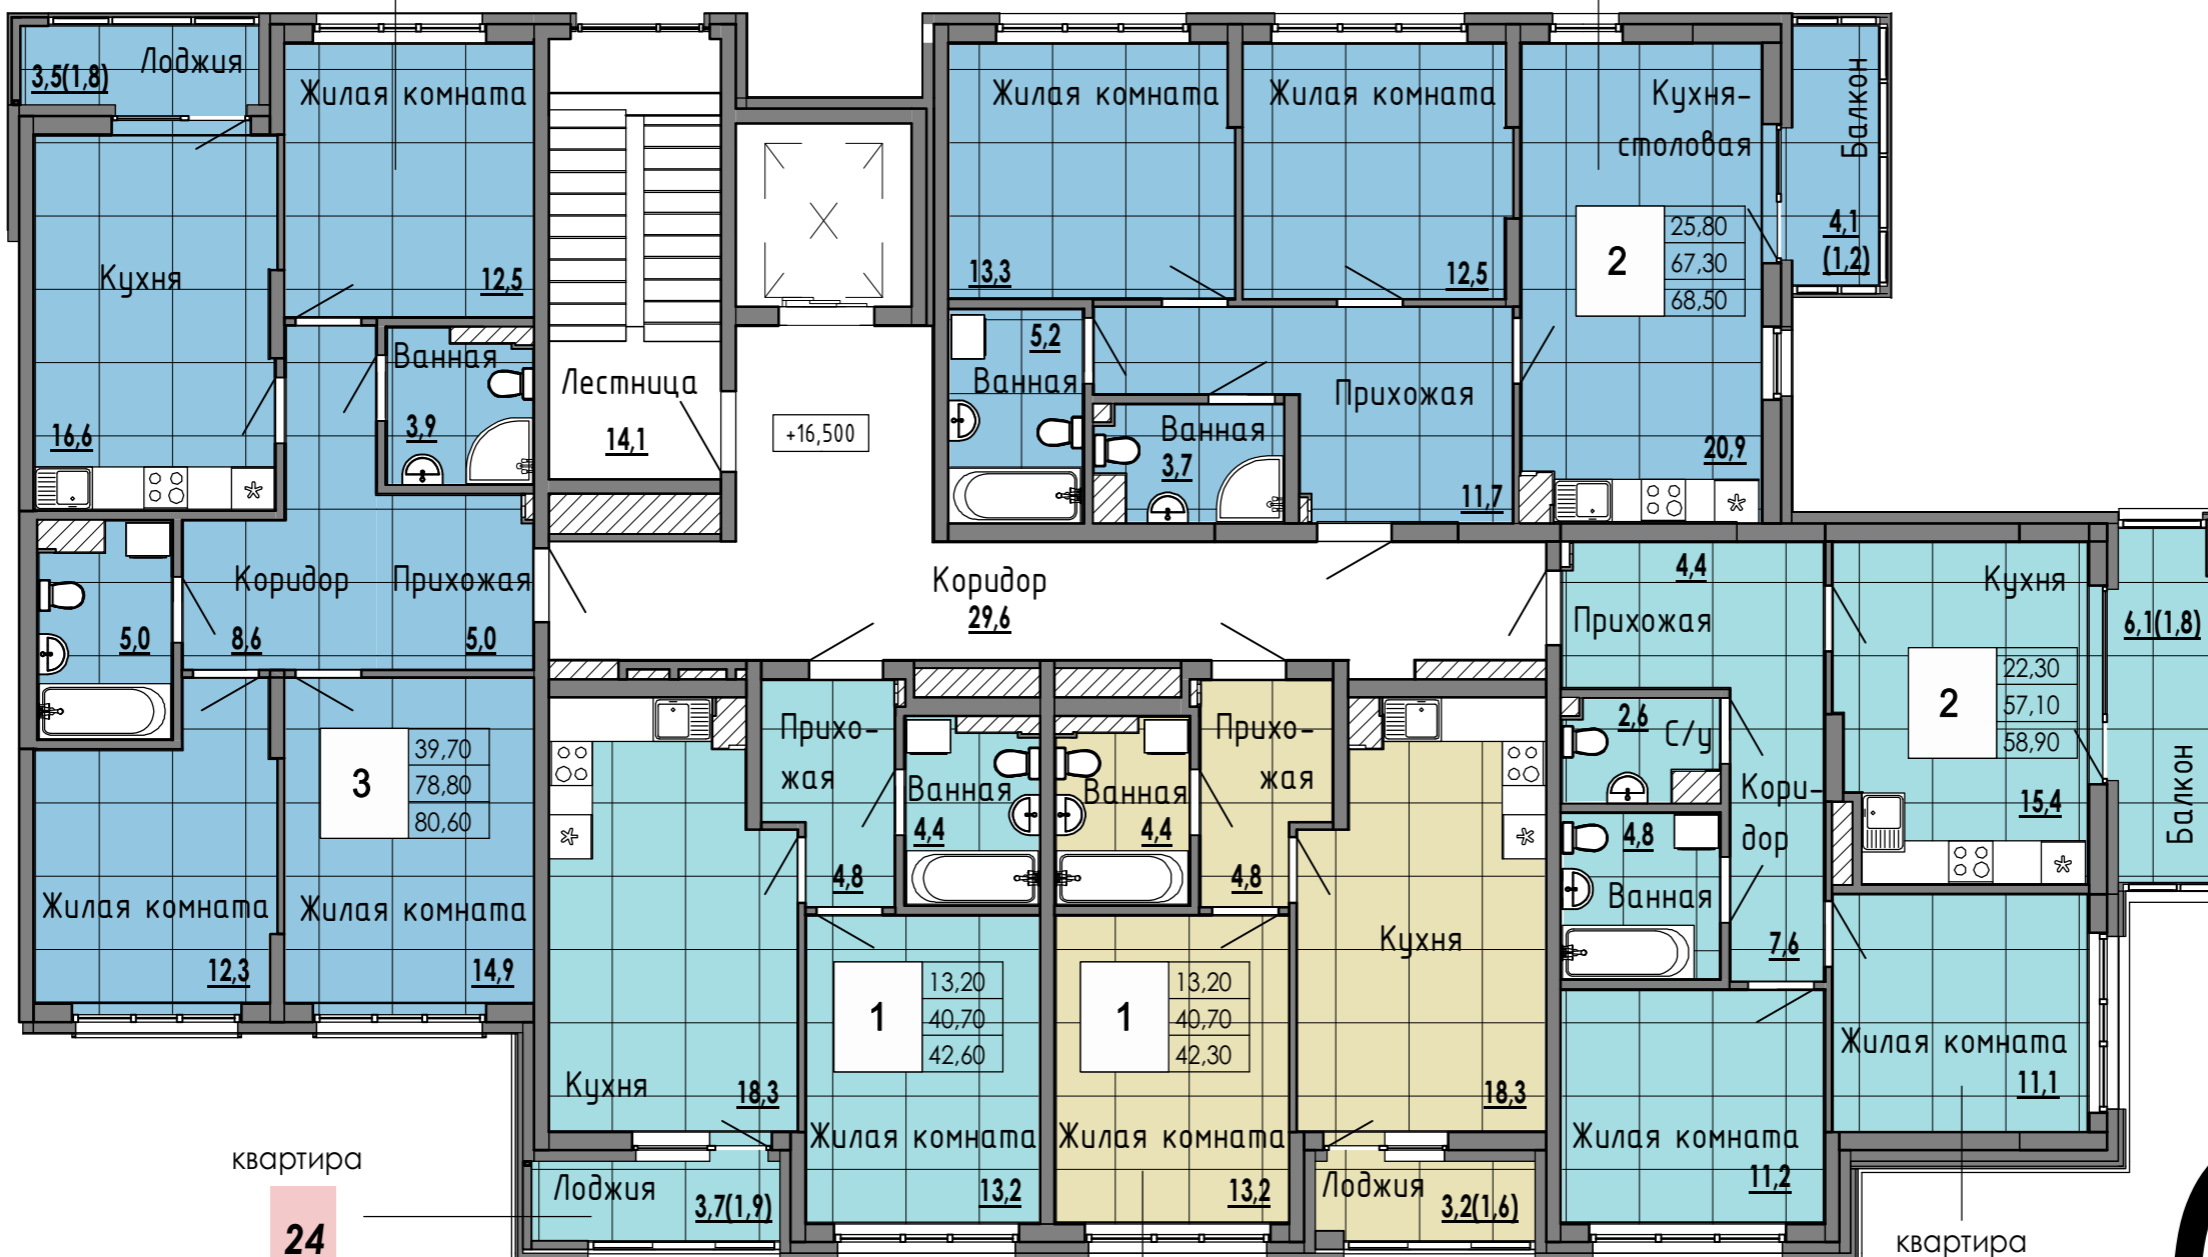 Лоджия
3,5(1,8)
Жилая комната
12,5
Кухня
16,6
Ванная
3,9
Лестница
14,1
+16,500
Жилая комната
13,3
Жилая комната
12,5
Кухня-
столовая
2
25,80
67,30
68,50
20,9
Балкон
4,1
(1,2)
5,2
Ванная
Ванная
3,7
Прихожая
11,7
Коридор
8,6
Прихожая
5,0
5,0
Коридор
29,6
4,4
Прихожая
Кухня
2
22,30
57,10
58,90
15,4
6,1(1,8)
Балкон
3
39,70
78,80
80,60
Жилая комната
12,3
Жилая комната
14,9
Прихо-
жая
4,8
Ванная
4,4
Ванная
4,4
Прихо-
жая
4,8
2,6
С/у
Кори-
дор
7,6
4,8
Ванная
Кухня
18,3
1
13,20
40,70
42,60
Жилая комната
13,2
1
13,20
40,70
42,30
Жилая комната
13,2
Кухня
18,3
Жилая комната
11,2
Жилая комната
11,1
Лоджия
3,7(1,9)
Лоджия
3,2(1,6)
квартира
24
квартира